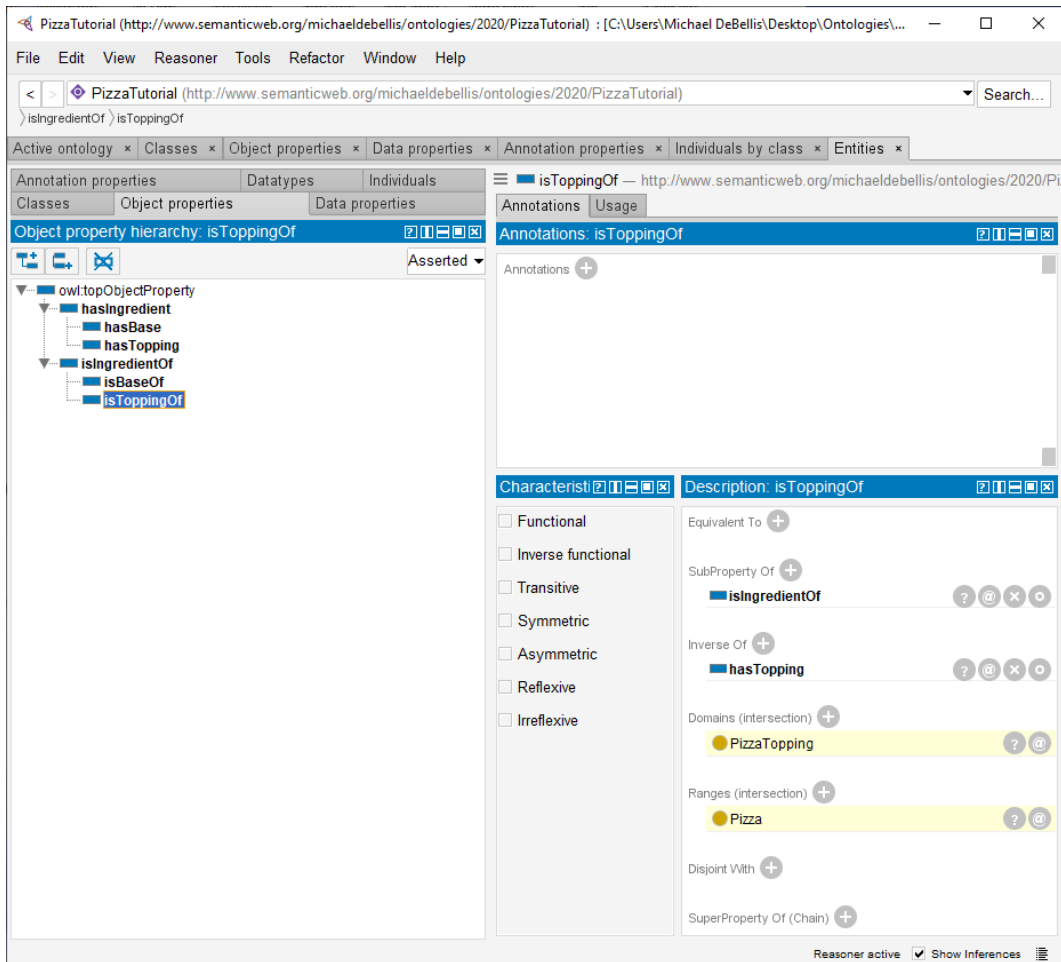 PizzaTutorial (http://www.semanticweb.org/michaeldebellis/ontologies/2020/PizzaTutorial) : [C:\Users\Michael DeBellis\Desktop\Ontologies\...
File Edit View Reasoner Tools Refactor Window Help
< > PizzaTutorial (http://www.semanticweb.org/michaeldebellis/ontologies/2020/PizzaTutorial) Search...
isIngredientOf isToppingOf
Active ontology × Classes × Object properties × Data properties × Annotation properties × Individuals by class × Entities ×
Annotation properties Datatypes Individuals
Classes Object properties Data properties
Object property hierarchy: isToppingOf
Asserted
owl:topObjectProperty
hasIngredient
hasBase
hasTopping
isIngredientOf
isBaseOf
isToppingOf
isToppingOf — http://www.semanticweb.org/michaeldebellis/ontologies/2020/Pi
Annotations Usage
Annotations: isToppingOf
Annotations
Characteristi
Functional
Inverse functional
Transitive
Symmetric
Asymmetric
Reflexive
Irreflexive
Description: isToppingOf
Equivalent To
SubProperty Of
isIngredientOf
Inverse Of
hasTopping
Domains (intersection)
PizzaTopping
Ranges (intersection)
Pizza
Disjoint With
SuperProperty Of (Chain)
Reasoner active Show Inferences